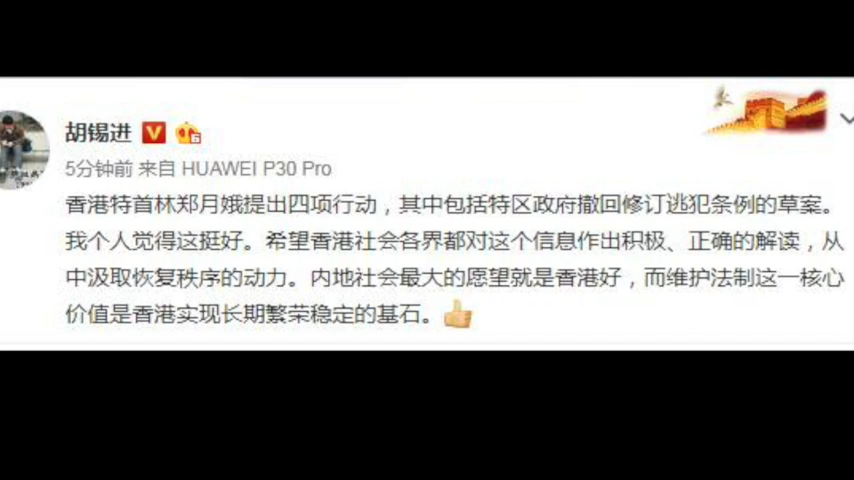 胡锡进
5分钟前 来自 HUAWEI P30 Pro
香港特首林郑月娥提出四项行动，其中包括特区政府撤回修订逃犯条例的草案。
我个人觉得这挺好。希望香港社会各界都对这个信息作出积极、正确的解读，从
中汲取恢复秩序的动力。内地社会最大的愿望就是香港好，而维护法制这一核心
价值是香港实现长期繁荣稳定的基石。